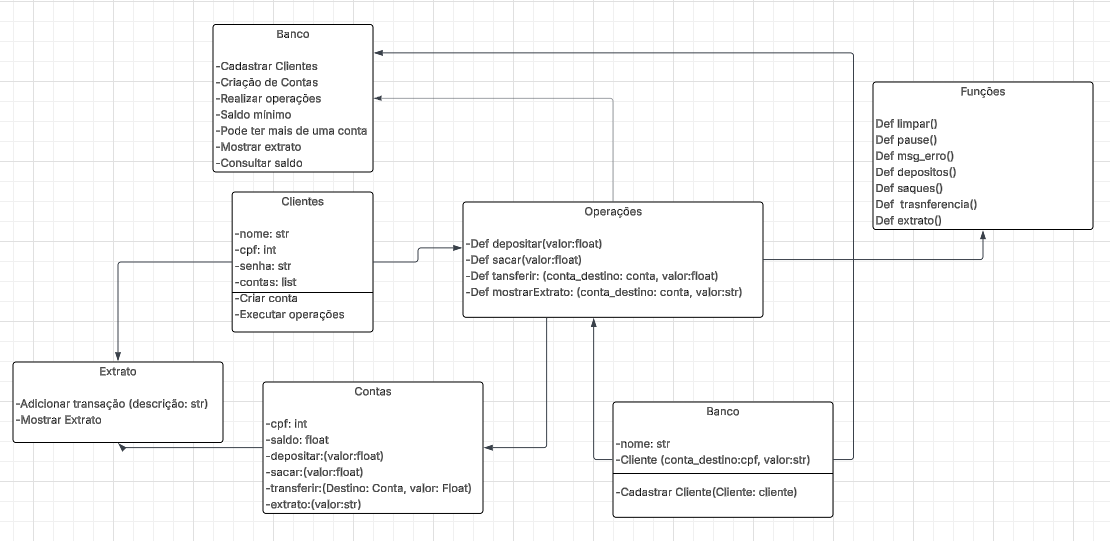 Banco
-Cadastrar Clientes
-Criação de Contas
-Realizar operações
-Saldo mínimo
-Pode ter mais de uma conta
-Mostrar extrato
-Consultar saldo
Funções
Def limpar()
Def pause()
Def msg_erro()
Def depositos()
Def saques()
Def  trasnferencia()
Def extrato()
Clientes
-nome: str
-cpf: int
-senha: str
-contas: list
-Criar conta
-Executar operações
Operações
-Def depositar(valor:float)
-Def sacar(valor:float)
-Def tansferir: (conta_destino: conta, valor:float)
-Def mostrarExtrato: (conta_destino: conta, valor:str)
Extrato
-Adicionar transação (descrição: str)
-Mostrar Extrato
Contas
-cpf: int
-saldo: float
-depositar:(valor:float)
-sacar:(valor:float)
-transferir:(Destino: Conta, valor: Float)
-extrato:(valor:str)
Banco
-nome: str
-Cliente (conta_destino:cpf, valor:str)
-Cadastrar Cliente(Cliente: cliente)